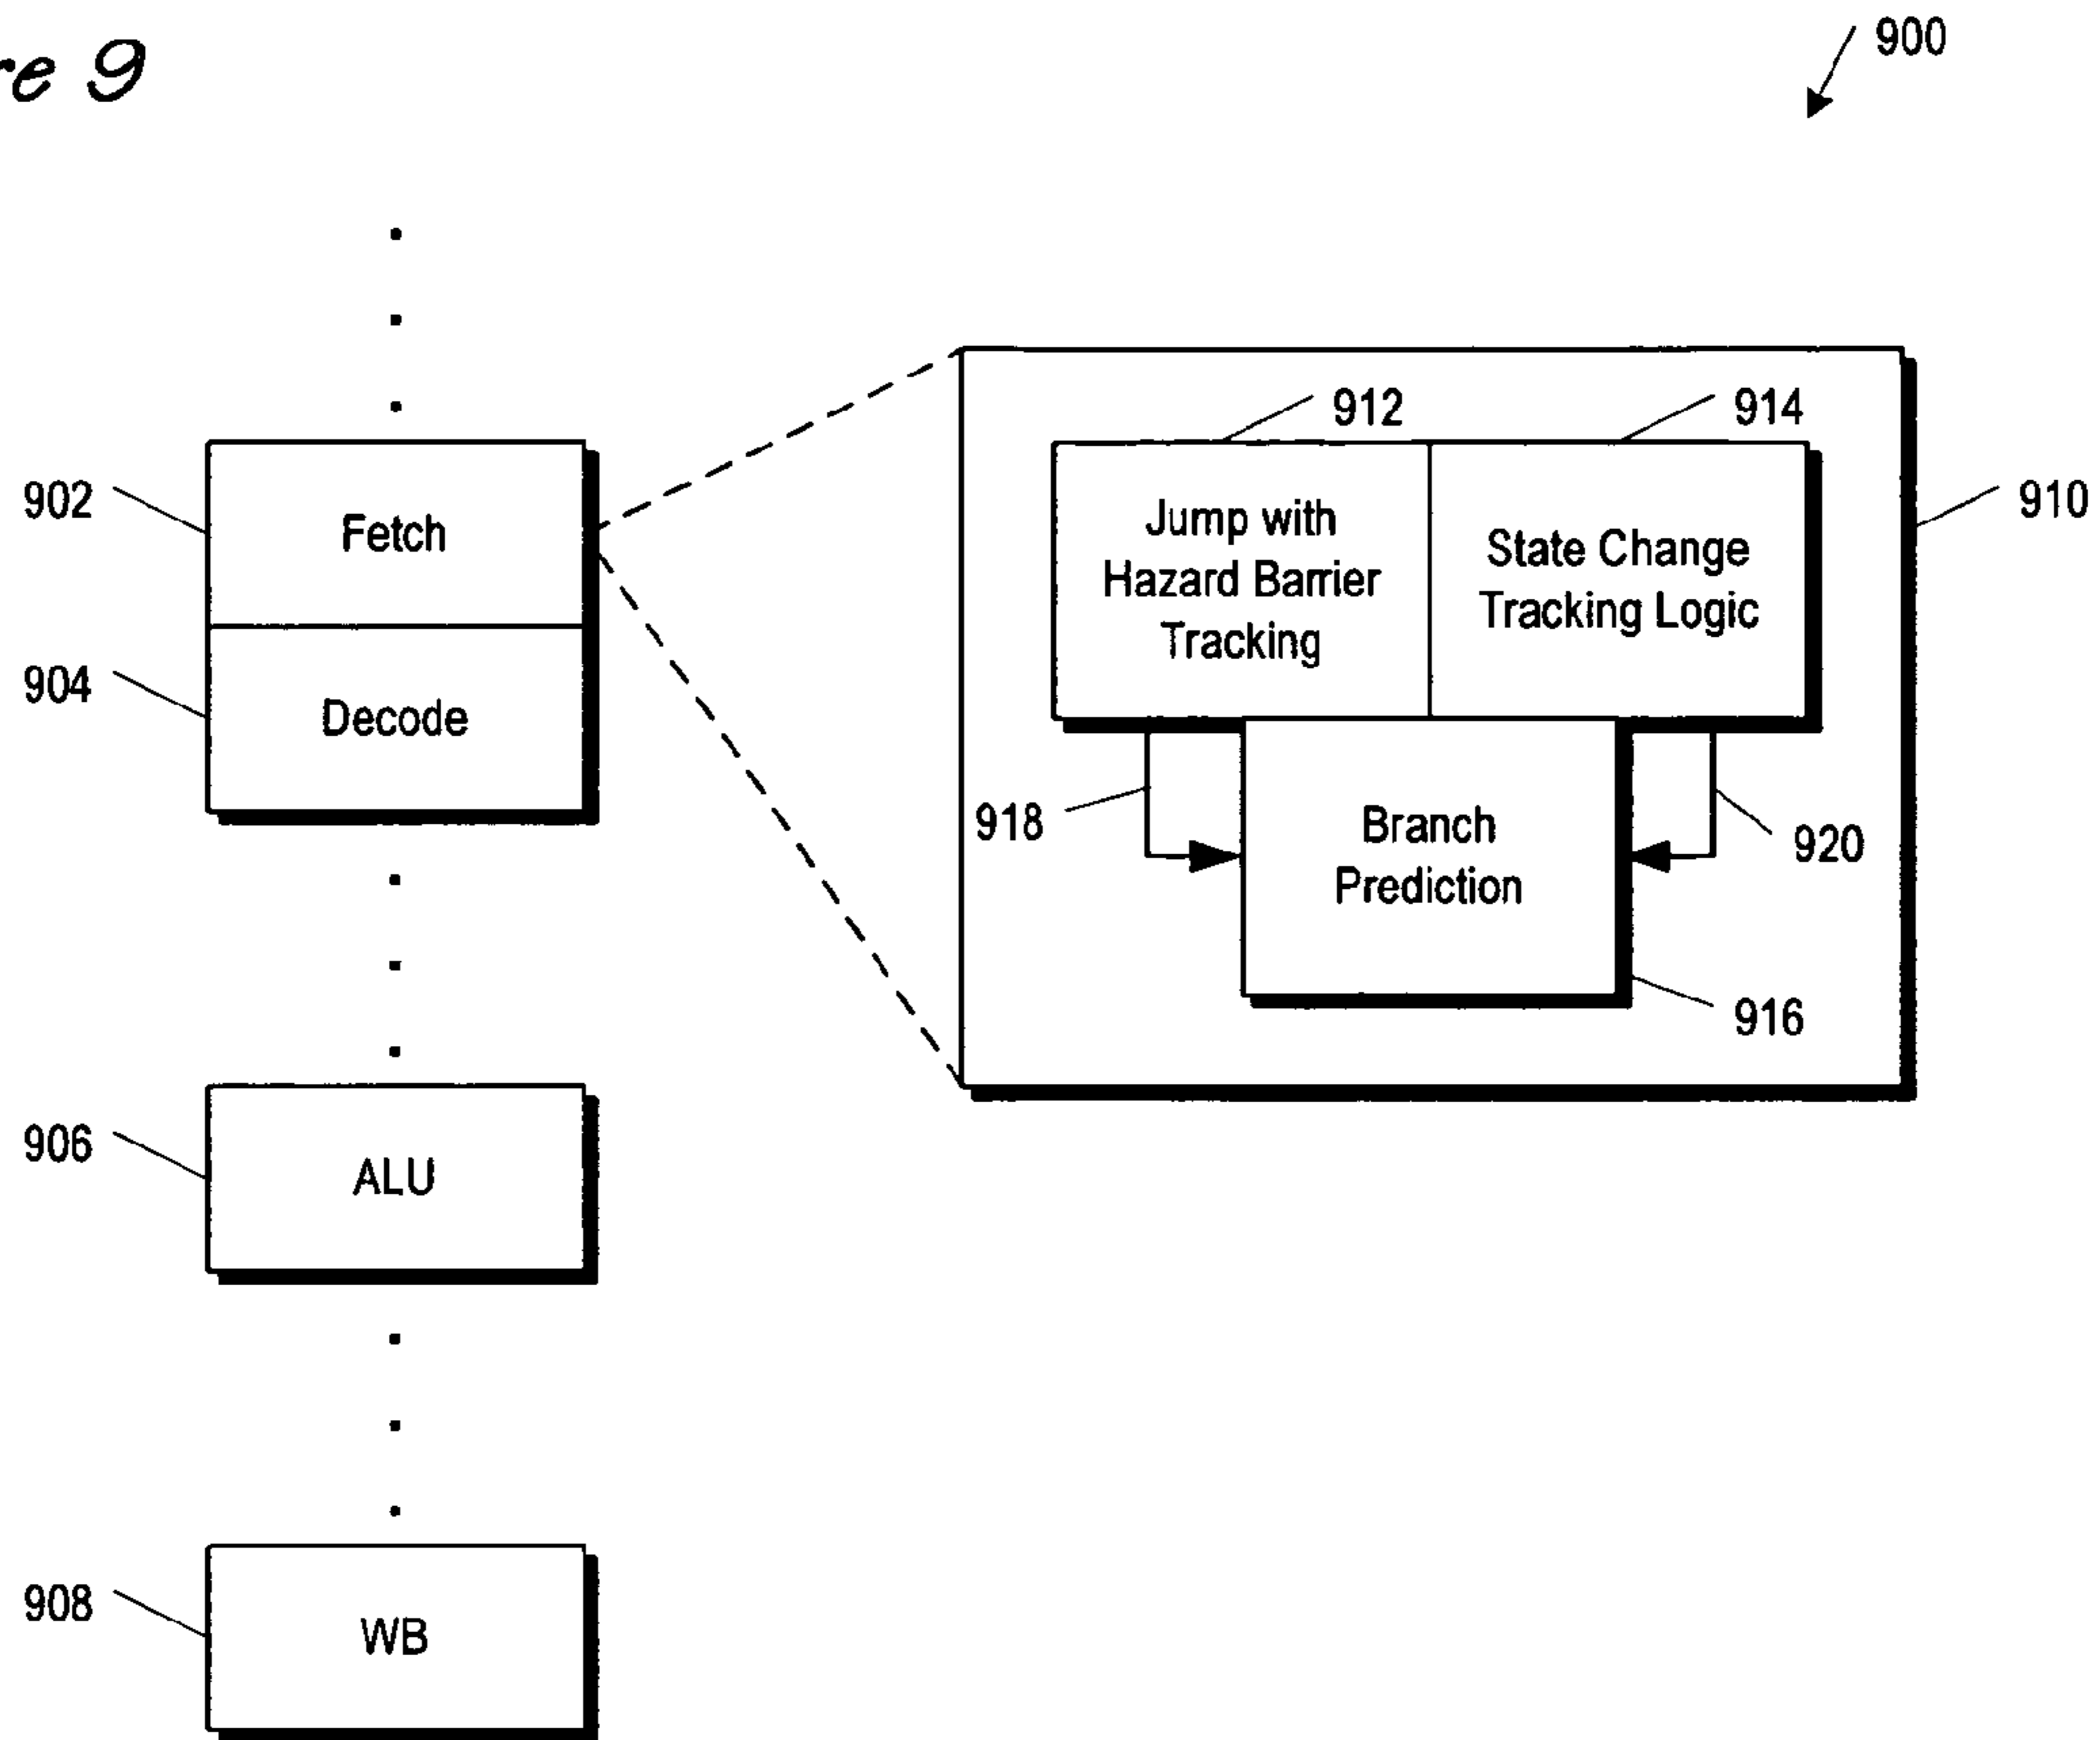 9
900
902
Fetch
904
Decode
906
ALU
908
WB
912
914
910
Jump with
Hazard Barrier
Tracking
State Change
Tracking Logic
918
Branch
Prediction
920
916